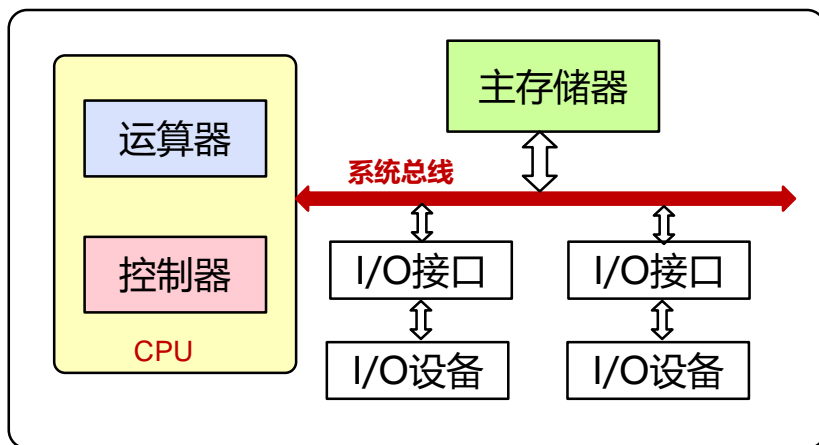 主存储器
运算器
系统总线
控制器
I/O接口
I/O接口
CPU
I/O设备
I/O设备